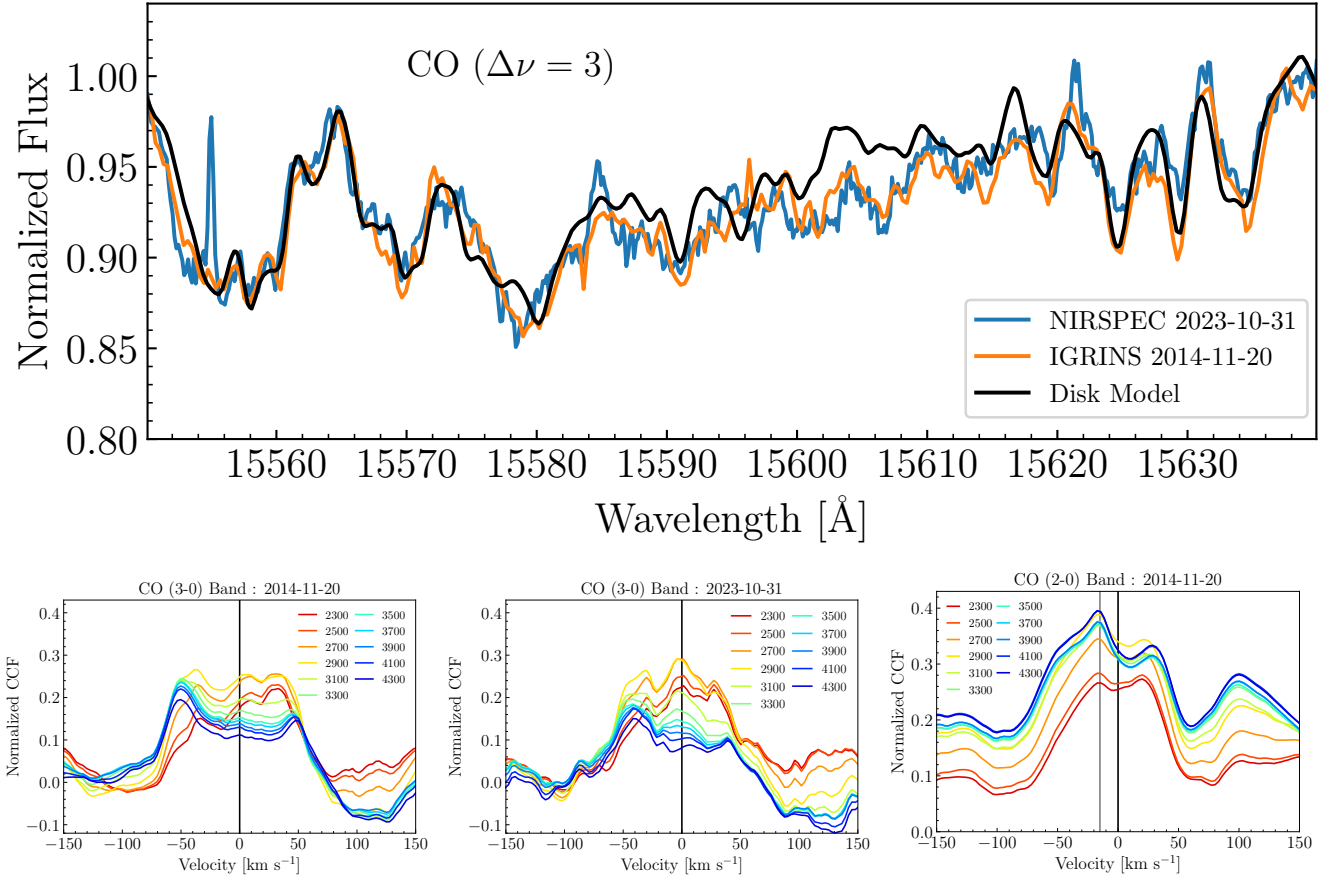 CO (Δν = 3)
Normalized Flux
1.00
0.95
0.90
0.85
0.80
NIRSPEC 2023-10-31
IGRINS 2014-11-20
Disk Model
15560 15570 15580 15590 15600 15610 15620 15630
Wavelength [Å]
CO (3-0) Band : 2014-11-20
Normalized CCF
0.4
0.3
0.2
0.1
0.0
−0.1
2300 3500
2500 3700
2700 3900
2900 4100
3100 4300
3300
−150 −100 −50 0 50 100 150
Velocity [km s⁻¹]
CO (3-0) Band : 2023-10-31
Normalized CCF
0.4
0.3
0.2
0.1
0.0
−0.1
2300 3500
2500 3700
2700 3900
2900 4100
3100 4300
3300
−150 −100 −50 0 50 100 150
Velocity [km s⁻¹]
CO (2-0) Band : 2014-11-20
Normalized CCF
0.4
0.3
0.2
0.1
0.0
2300 3500
2500 3700
2700 3900
2900 4100
3100 4300
3300
−150 −100 −50 0 50 100 150
Velocity [km s⁻¹]